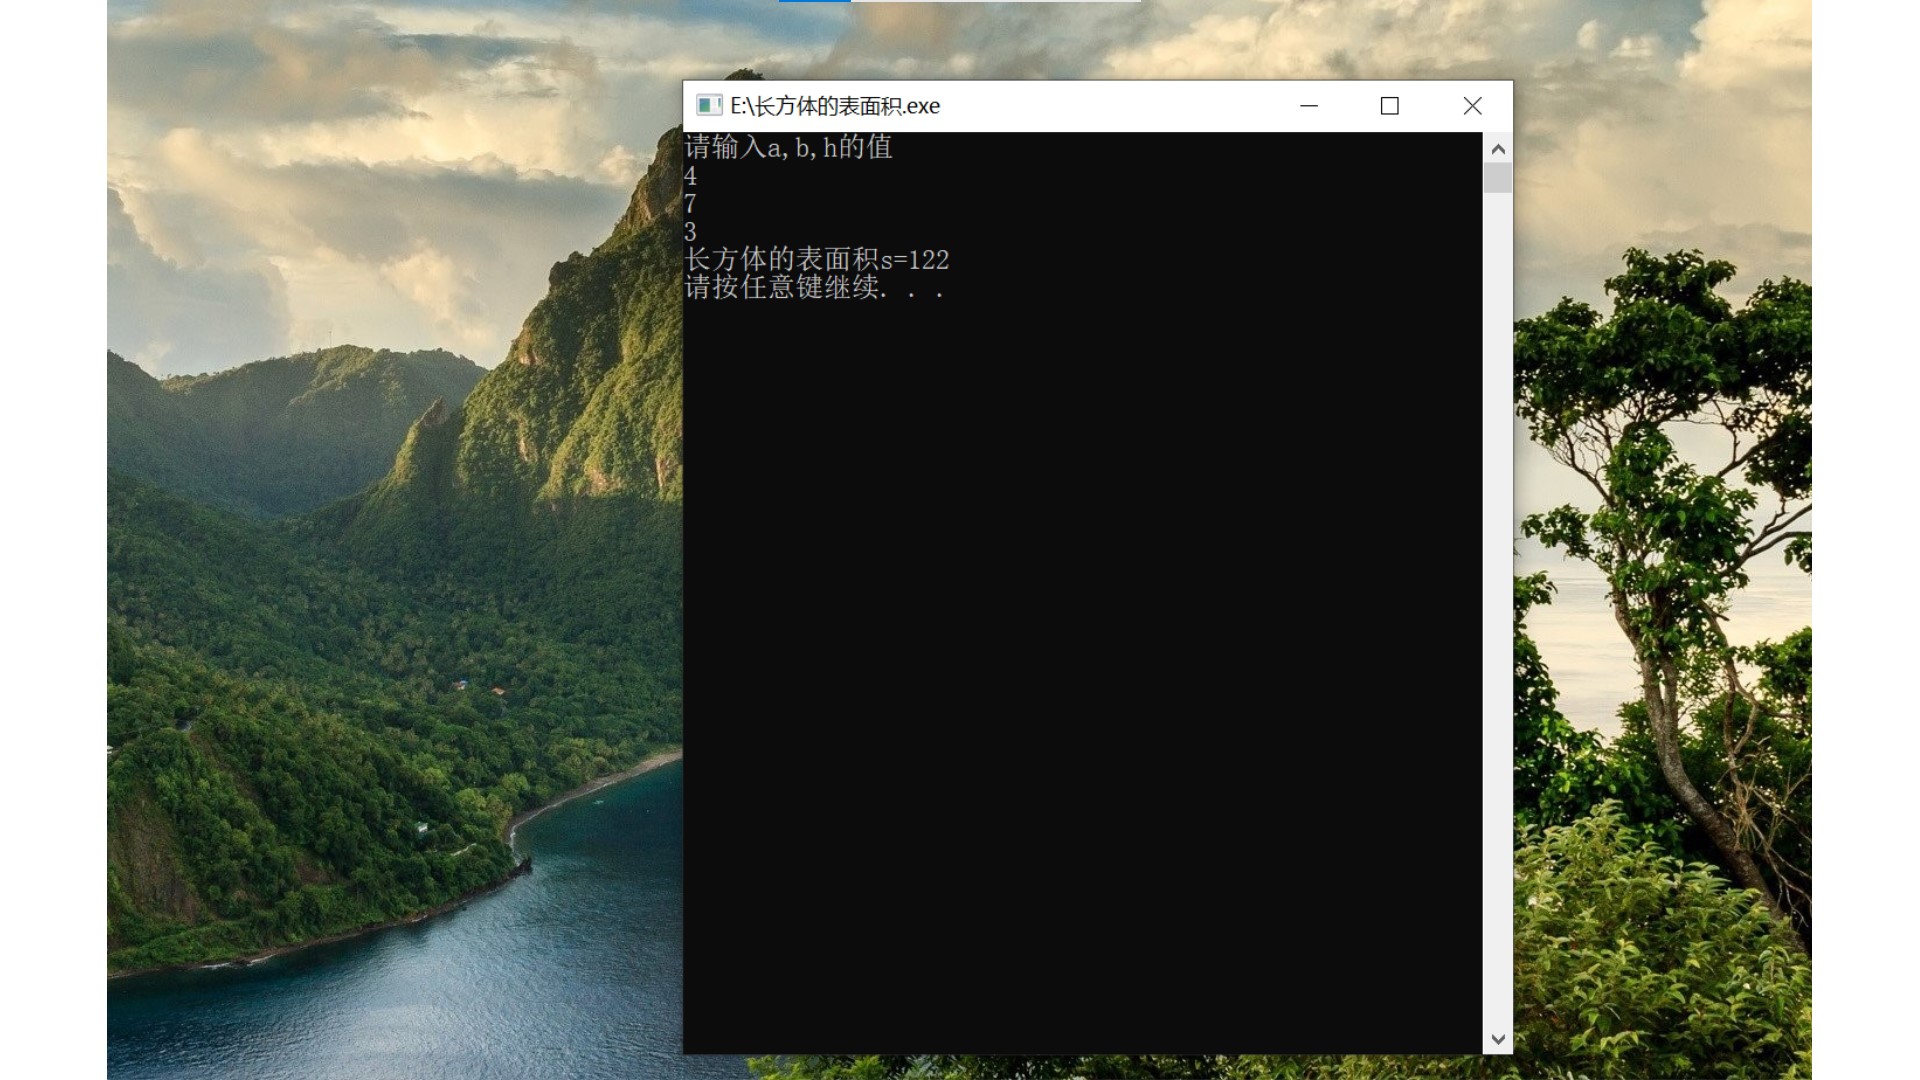 E:\长方体的表面积.exe
请输入a,b,h的值
4
7
3
长方体的表面积s=122
请按任意键继续. . .